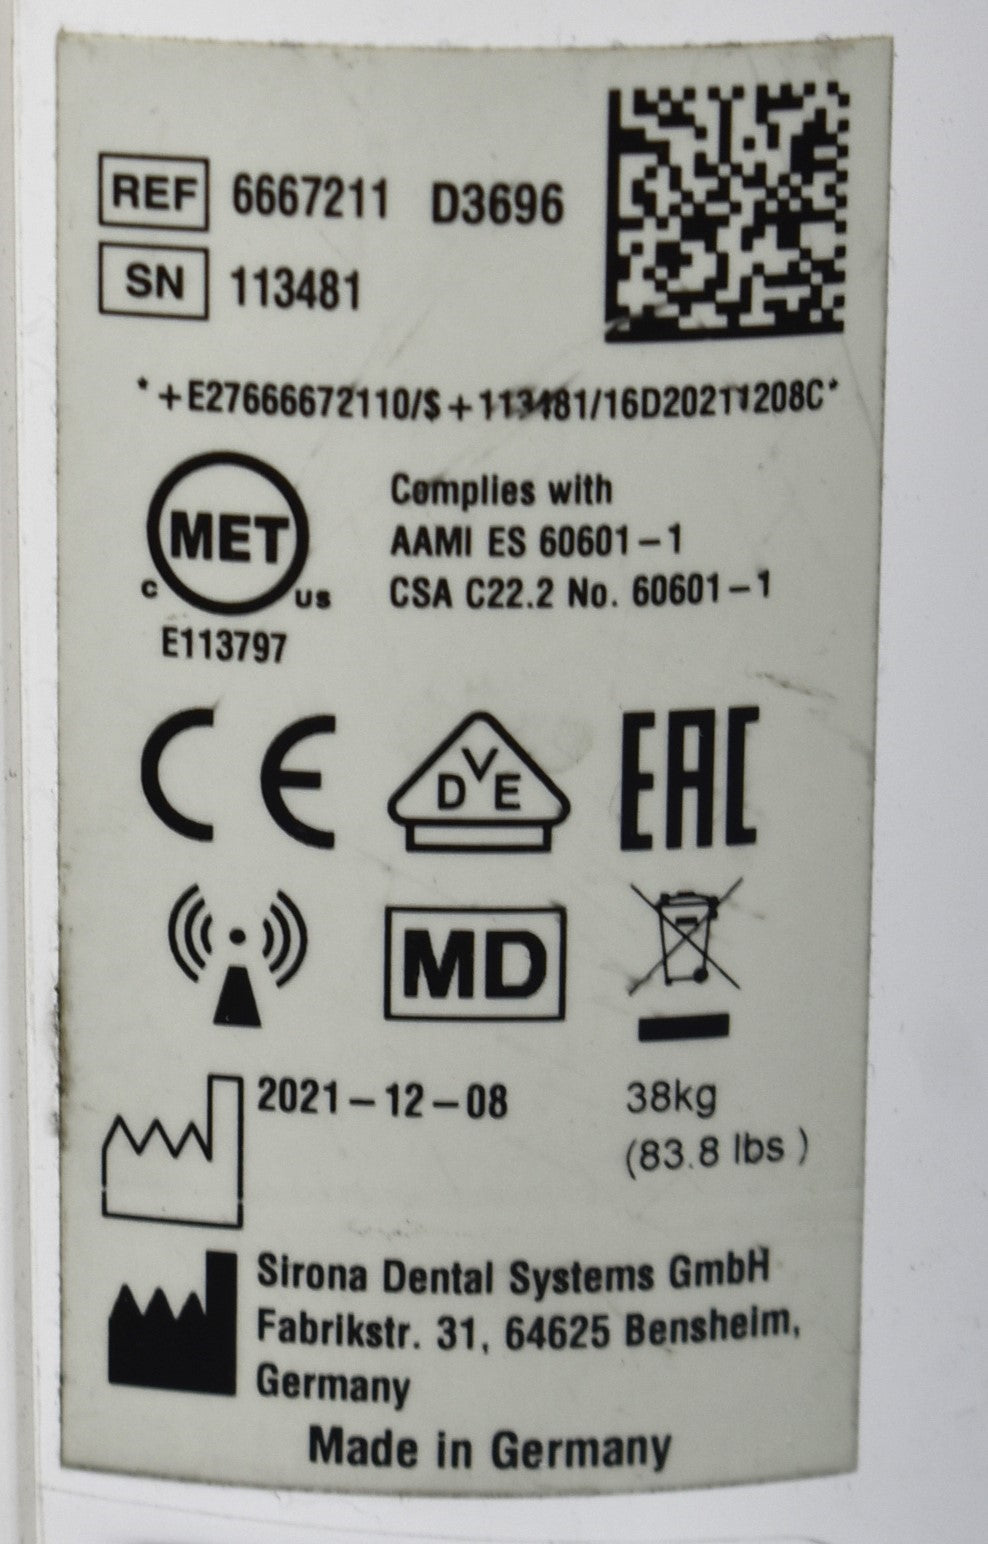 REF 6667211 D3696
SN 113481
*+E27666672110/$+113481/16D20211208C*
MET
C US
E113797
Complies with
AAMI ES 60601-1
CSA C22.2 No. 60601-1
CE
DVE
EAC
MD
2021-12-08
38kg
(83.8 lbs )
Sirona Dental Systems GmbH
Fabrikstr. 31, 64625 Bensheim,
Germany
Made in Germany